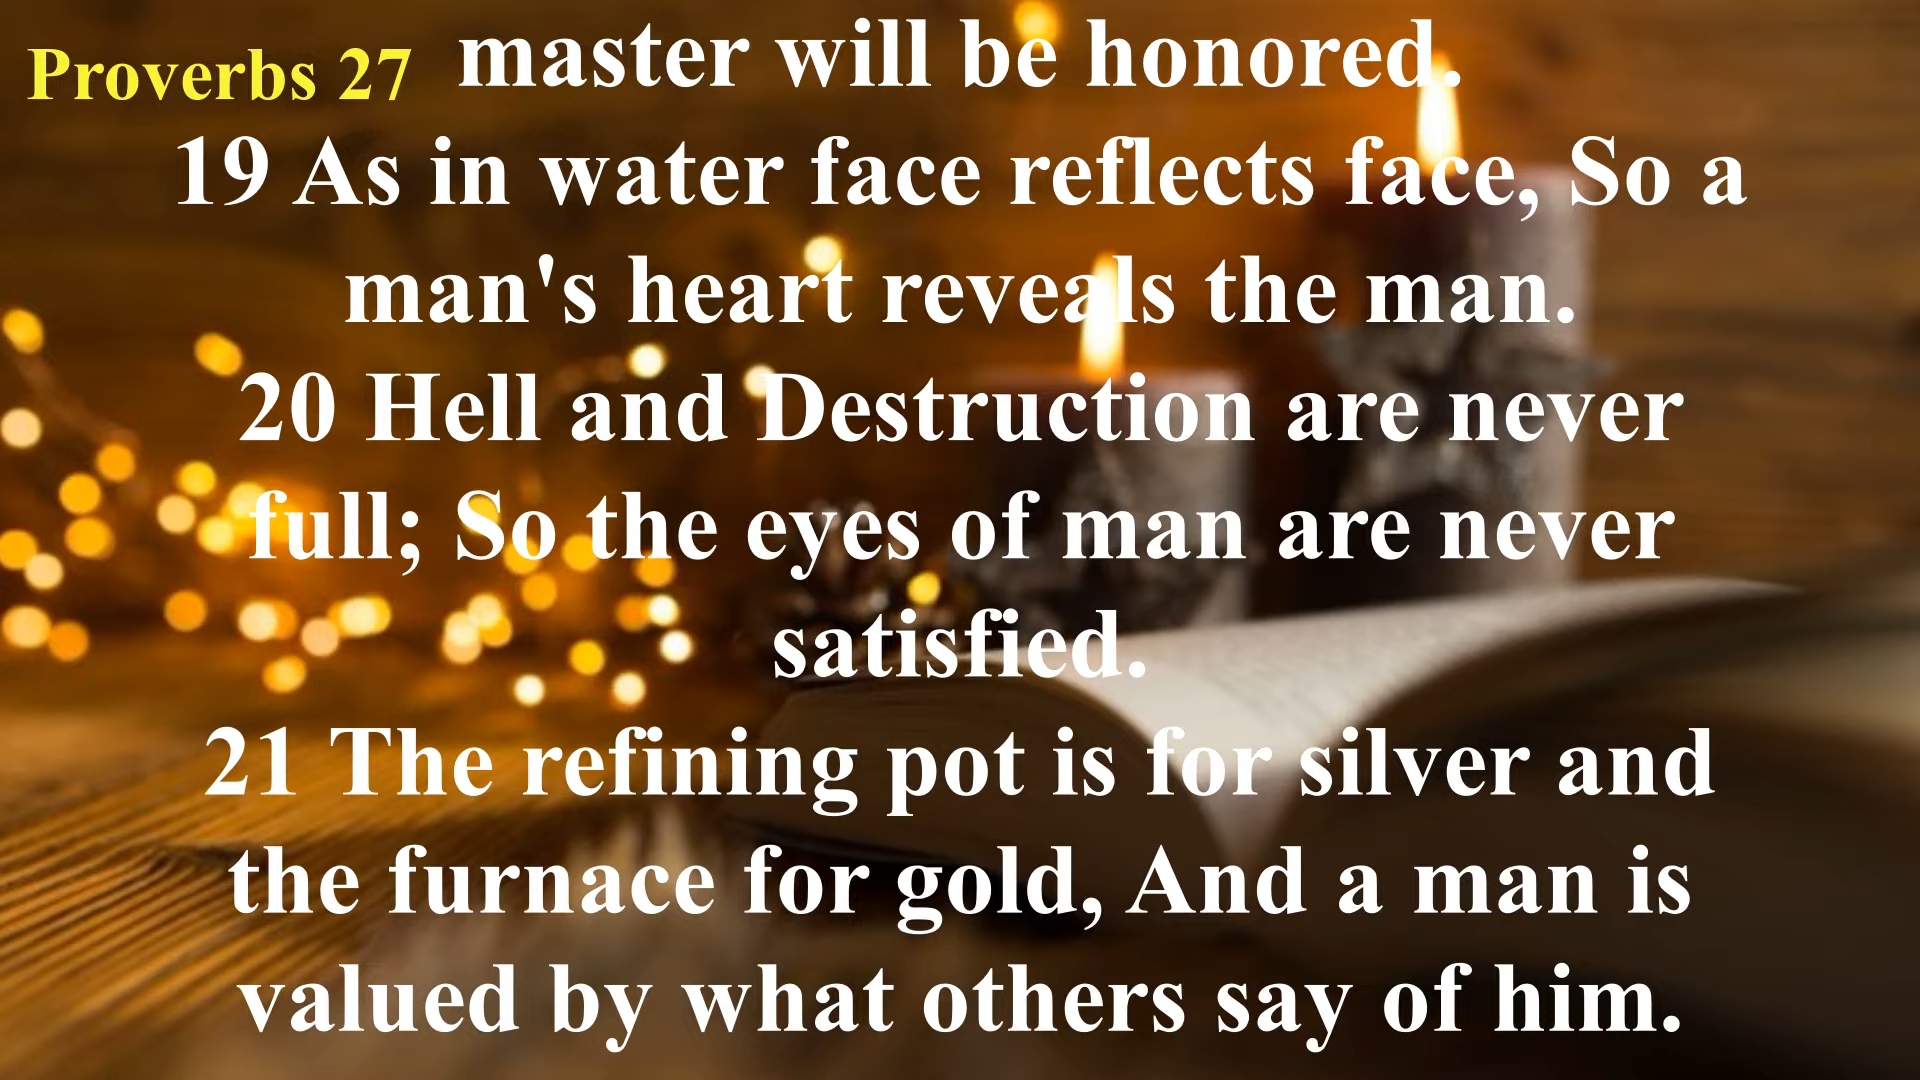 Proverbs 27
master will be honored.
19 As in water face reflects face, So a
man's heart reveals the man.
20 Hell and Destruction are never
full; So the eyes of man are never
satisfied.
21 The refining pot is for silver and
the furnace for gold, And a man is
valued by what others say of him.